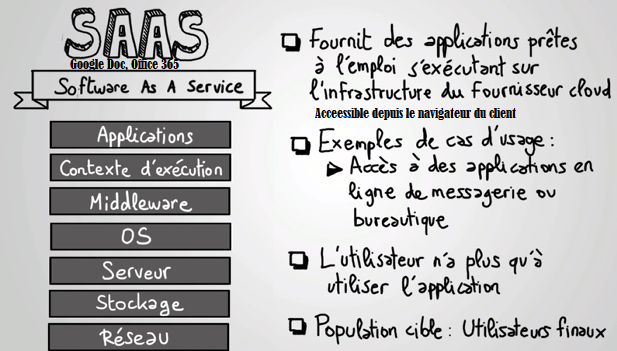 SAAS
Google Doc, Office 365
Software As A Service
Applications
Contexte d'exécution
Middleware
OS
Serveur
Stockage
Réseau
Fournit des applications prêtes
à l'emploi s'exécutant sur
l'infrastructure du fournisseur cloud
Acceessible depuis le navigateur du client
Exemples de cas d'usage :
Accès à des applications en
ligne de messagerie ou
bureautique
L'utilisateur n'a plus qu'à
utiliser l'application
Population cible : Utilisateurs finaux